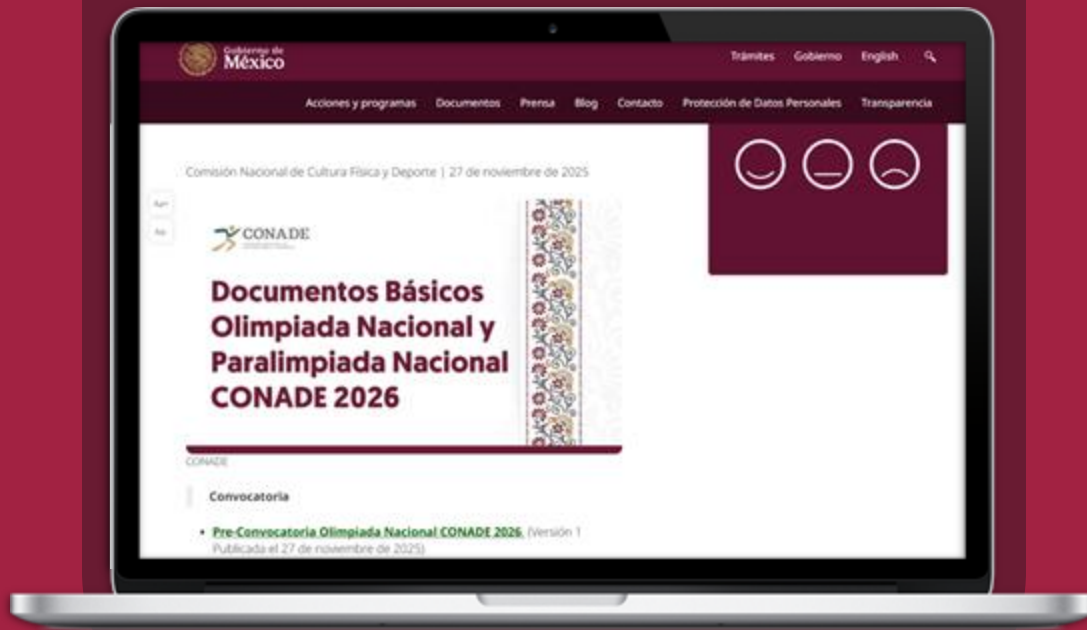 Gobierno de
México
Trámites Gobierno English
Acciones y programas Documentos Prensa Blog Contacto Protección de Datos Personales Transparencia
Comisión Nacional de Cultura Física y Deporte | 27 de noviembre de 2025
CONADE
Documentos Básicos
Olimpiada Nacional y
Paralimpiada Nacional
CONADE 2026
CONADE
Convocatoria
• Pre-Convocatoria Olimpiada Nacional CONADE 2026 (Versión 1
Publicada el 27 de noviembre de 2025)